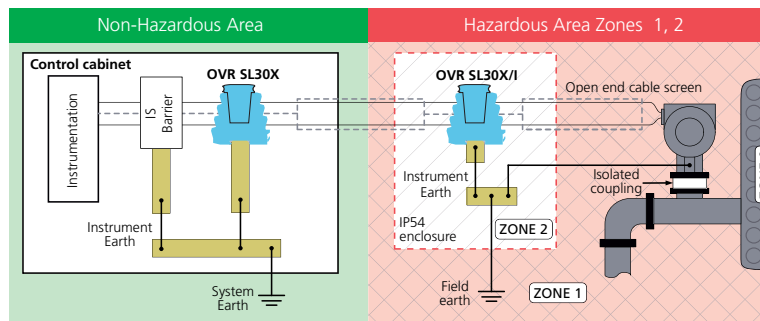 Non-Hazardous Area
Hazardous Area Zones 1, 2
Control cabinet
OVR SL30X
OVR SL30X/I
Open end cable screen
Instrumentation
IS
Barrier
Instrument
Earth
Instrument
Earth
Isolated
coupling
IP54
enclosure
ZONE 2
System
Earth
Field
earth
ZONE 1